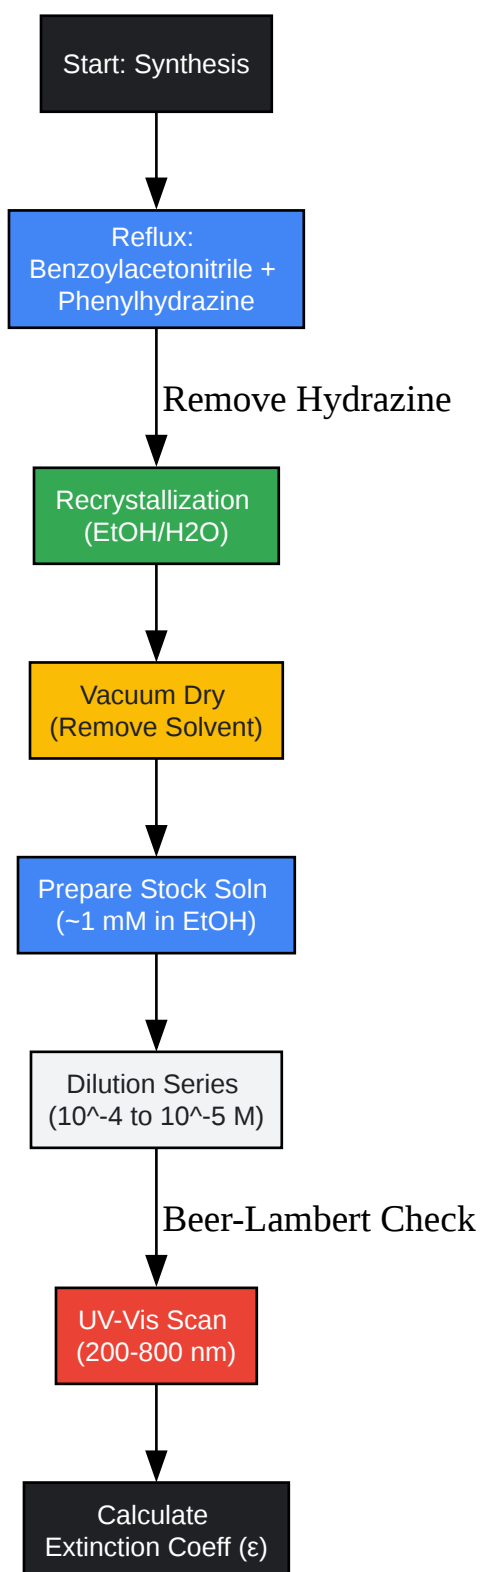 Start: Synthesis
Reflux:
Benzoylacetonitrile +
Phenylhydrazine
Remove Hydrazine
Recrystallization
(EtOH/H2O)
Vacuum Dry
(Remove Solvent)
Prepare Stock Soln
(~1 mM in EtOH)
Dilution Series
(10^-4 to 10^-5 M)
Beer-Lambert Check
UV-Vis Scan
(200-800 nm)
Calculate
Extinction Coeff (ε)